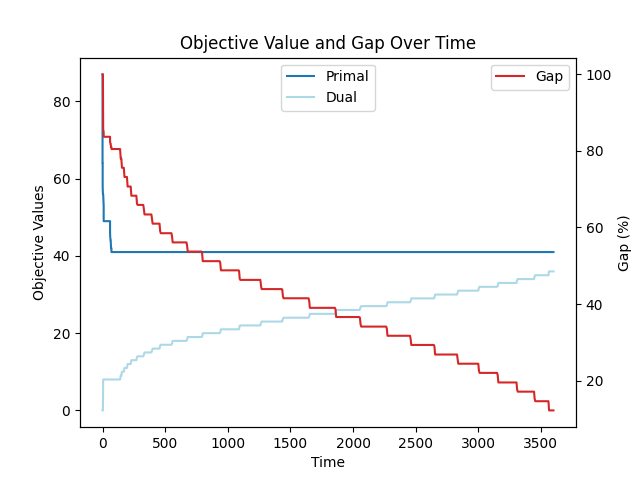 Objective Value and Gap Over Time
Primal
Dual
Gap
Objective Values
80
60
40
20
0
100
80
60
40
20
Gap (%)
0 500 1000 1500 2000 2500 3000 3500
Time